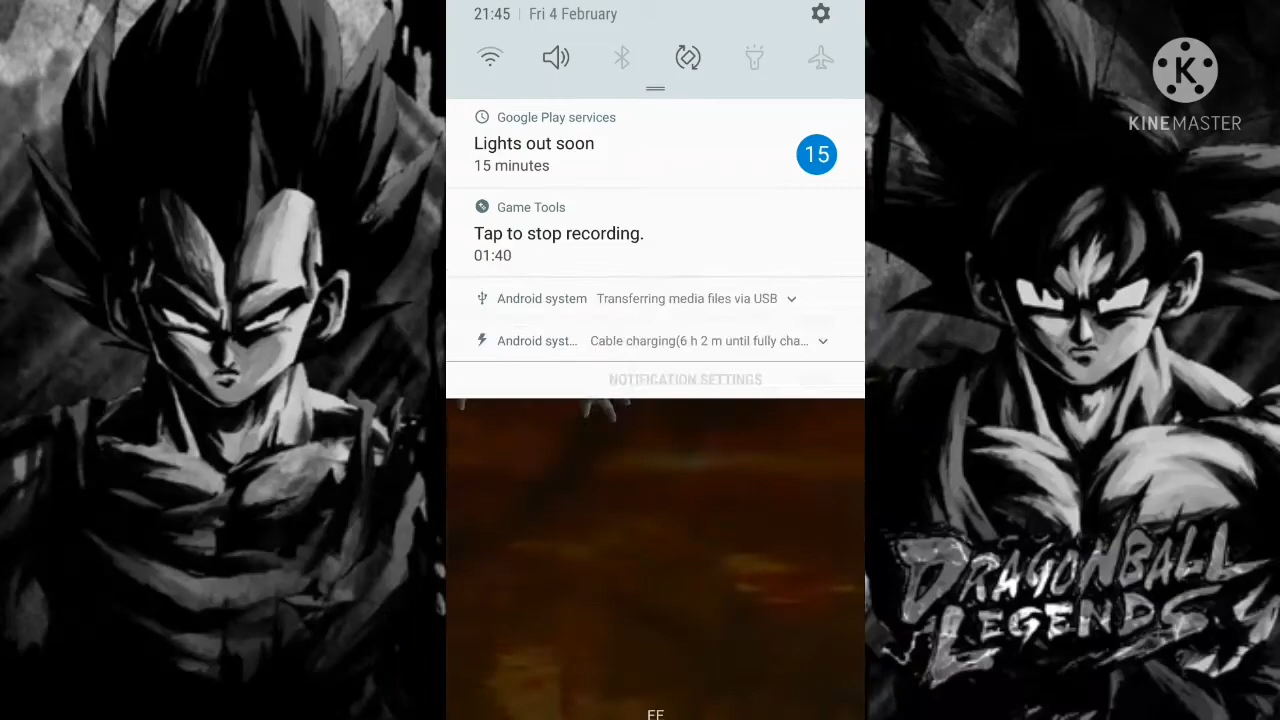 21:45 | Fri 4 February
Google Play services
Lights out soon
15 minutes
15
Game Tools
Tap to stop recording.
01:40
Android system Transferring media files via USB
Android syst... Cable charging(6 h 2 m until fully cha...
NOTIFICATION SETTINGS
EE
K
KINEMASTER
DRAGONBALL
LEGENDS